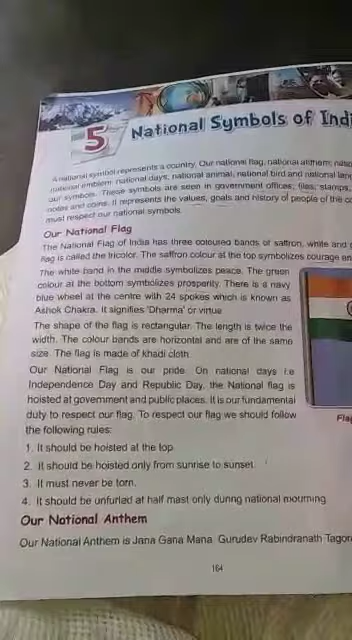 5 National Symbols of Indi
A national symbol represents a country. Our national flag, national anthem, natio
national emblem, national days, national animal, national bird and national lan
our symbols. These symbols are seen in government offices, files, stamps,
notes and coins. It represents the values, goals and history of people of the co
must respect our national symbols.
Our National Flag
The National Flag of India has three coloured bands of saffron, white and g
flag is called the tricolor. The saffron colour at the top symbolizes courage an
The white band in the middle symbolizes peace. The green
colour at the bottom symbolizes prosperity. There is a navy
blue wheel at the centre with 24 spokes which is known as
Ashok Chakra. It signifies 'Dharma' or virtue
The shape of the flag is rectangular. The length is twice the
width. The colour bands are horizontal and are of the same
size. The flag is made of khadi cloth.
Our National Flag is our pride. On national days i.e
Independence Day and Republic Day, the National flag is
hoisted at government and public places. It is our fundamental
duty to respect our flag. To respect our flag we should follow
the following rules:
Flag
1. It should be hoisted at the top.
2. It should be hoisted only from sunrise to sunset.
3. It must never be torn.
4. It should be unfurled at half mast only during national mourning.
Our National Anthem
Our National Anthem is Jana Gana Mana. Gurudev Rabindranath Tagor
164